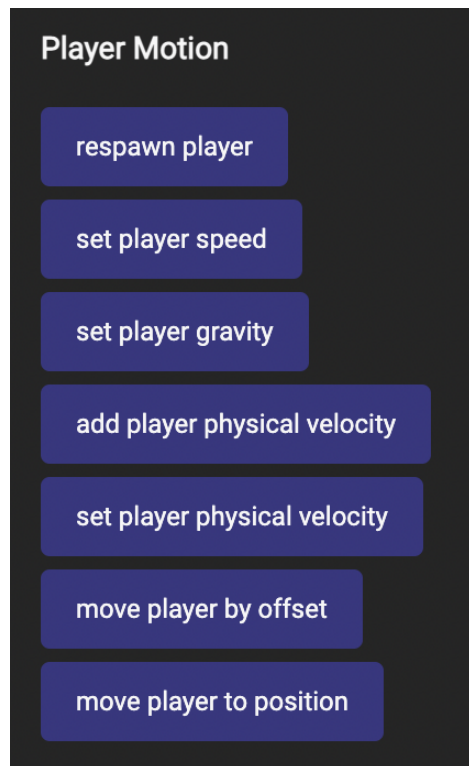 Player Motion
respawn player
set player speed
set player gravity
add player physical velocity
set player physical velocity
move player by offset
move player to position